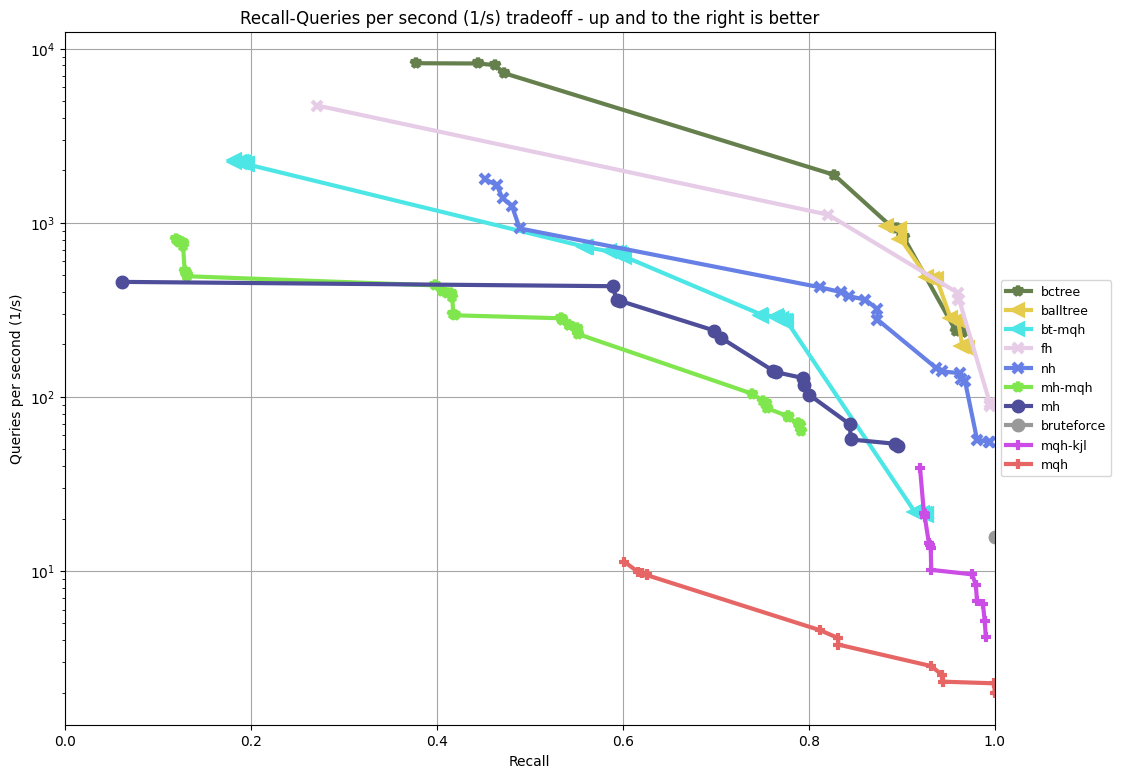 Recall-Queries per second (1/s) tradeoff - up and to the right is better
Queries per second (1/s)
10^4
10^3
10^2
10^1
0.0 0.2 0.4 0.6 0.8 1.0
Recall
bctree
balltree
bt-mqh
fh
nh
mh-mqh
mh
bruteforce
mqh-kjl
mqh